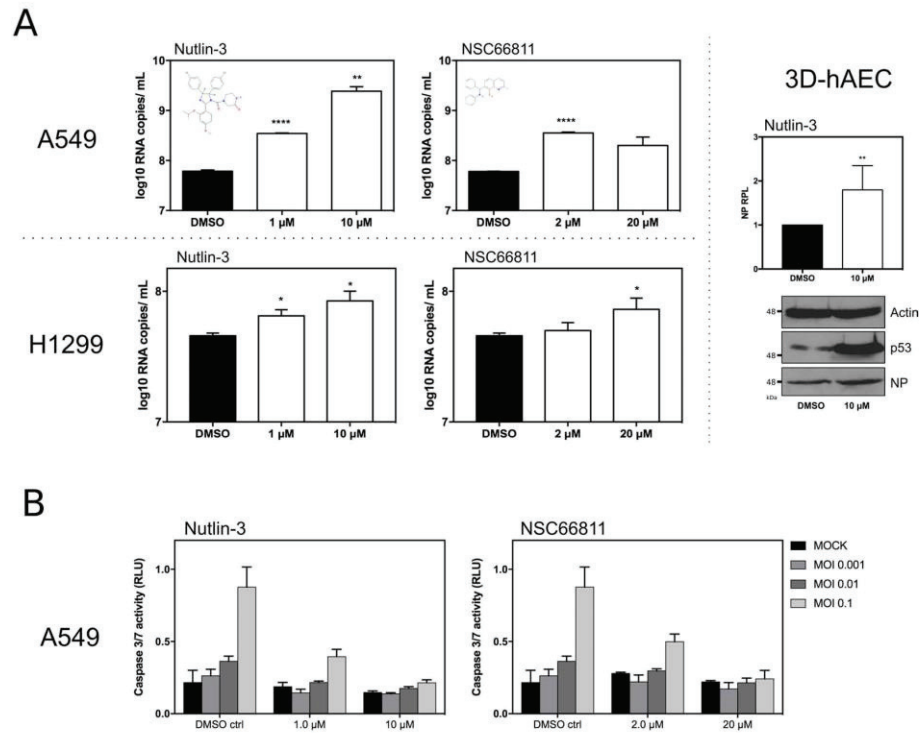 A
A549
Nutlin-3
log10 RNA copies/ mL
10
9
8
7
****
**
DMSO
1 µM
10 µM
NSC66811
log10 RNA copies/ mL
10
9
8
7
****
DMSO
2 µM
20 µM
H1299
Nutlin-3
log10 RNA copies/ mL
8
7
*
*
DMSO
1 µM
10 µM
NSC66811
log10 RNA copies/ mL
8
7
*
DMSO
2 µM
20 µM
3D-hAEC
Nutlin-3
NP RPL
3
2
1
0
**
DMSO
10 µM
48
Actin
48
p53
48
NP
kDa
DMSO
10 µM
B
A549
Nutlin-3
Caspase 3/7 activity (RLU)
1.0
0.5
0.0
DMSO ctrl
1.0 µM
10 µM
NSC66811
Caspase 3/7 activity (RLU)
1.0
0.5
0.0
DMSO ctrl
2.0 µM
20 µM
MOCK
MOI 0.001
MOI 0.01
MOI 0.1